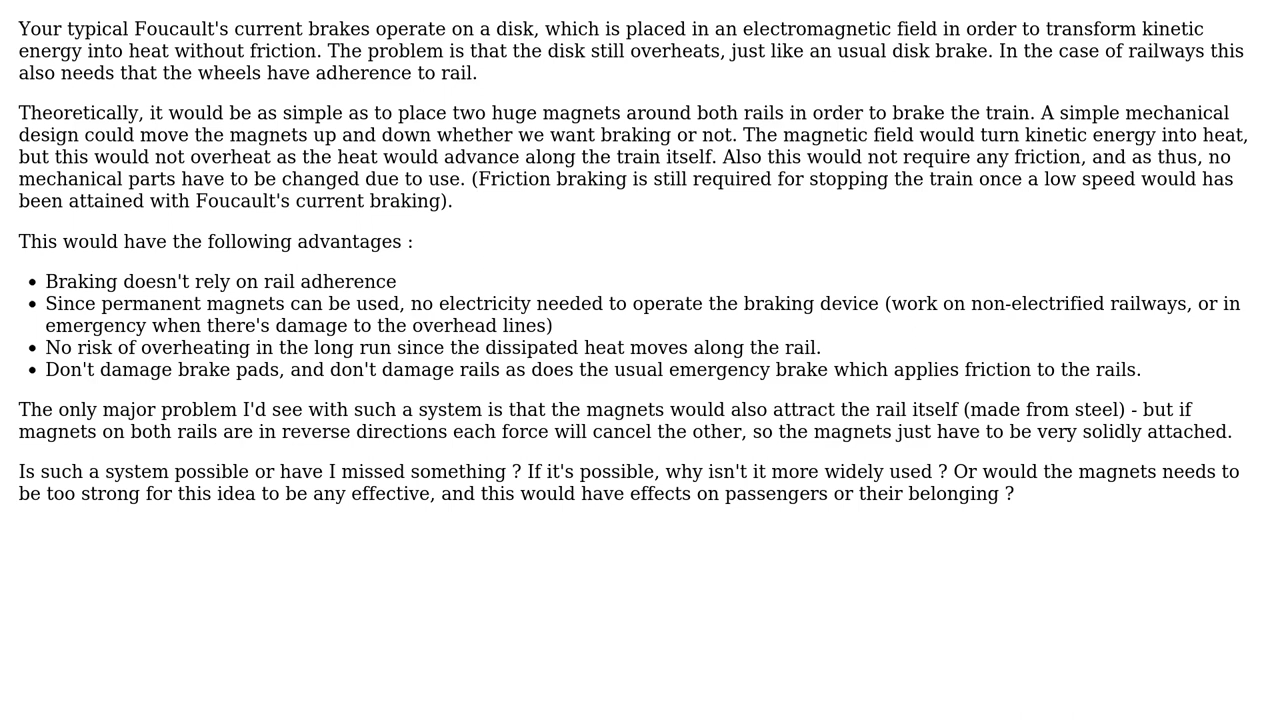 Your typical Foucault's current brakes operate on a disk, which is placed in an electromagnetic field in order to transform kinetic
energy into heat without friction. The problem is that the disk still overheats, just like an usual disk brake. In the case of railways this
also needs that the wheels have adherence to rail.
Theoretically, it would be as simple as to place two huge magnets around both rails in order to brake the train. A simple mechanical
design could move the magnets up and down whether we want braking or not. The magnetic field would turn kinetic energy into heat,
but this would not overheat as the heat would advance along the train itself. Also this would not require any friction, and as thus, no
mechanical parts have to be changed due to use. (Friction braking is still required for stopping the train once a low speed would has
been attained with Foucault's current braking).
This would have the following advantages :
• Braking doesn't rely on rail adherence
• Since permanent magnets can be used, no electricity needed to operate the braking device (work on non-electrified railways, or in
emergency when there's damage to the overhead lines)
• No risk of overheating in the long run since the dissipated heat moves along the rail.
• Don't damage brake pads, and don't damage rails as does the usual emergency brake which applies friction to the rails.
The only major problem I'd see with such a system is that the magnets would also attract the rail itself (made from steel) - but if
magnets on both rails are in reverse directions each force will cancel the other, so the magnets just have to be very solidly attached.
Is such a system possible or have I missed something ? If it's possible, why isn't it more widely used ? Or would the magnets needs to
be too strong for this idea to be any effective, and this would have effects on passengers or their belonging ?